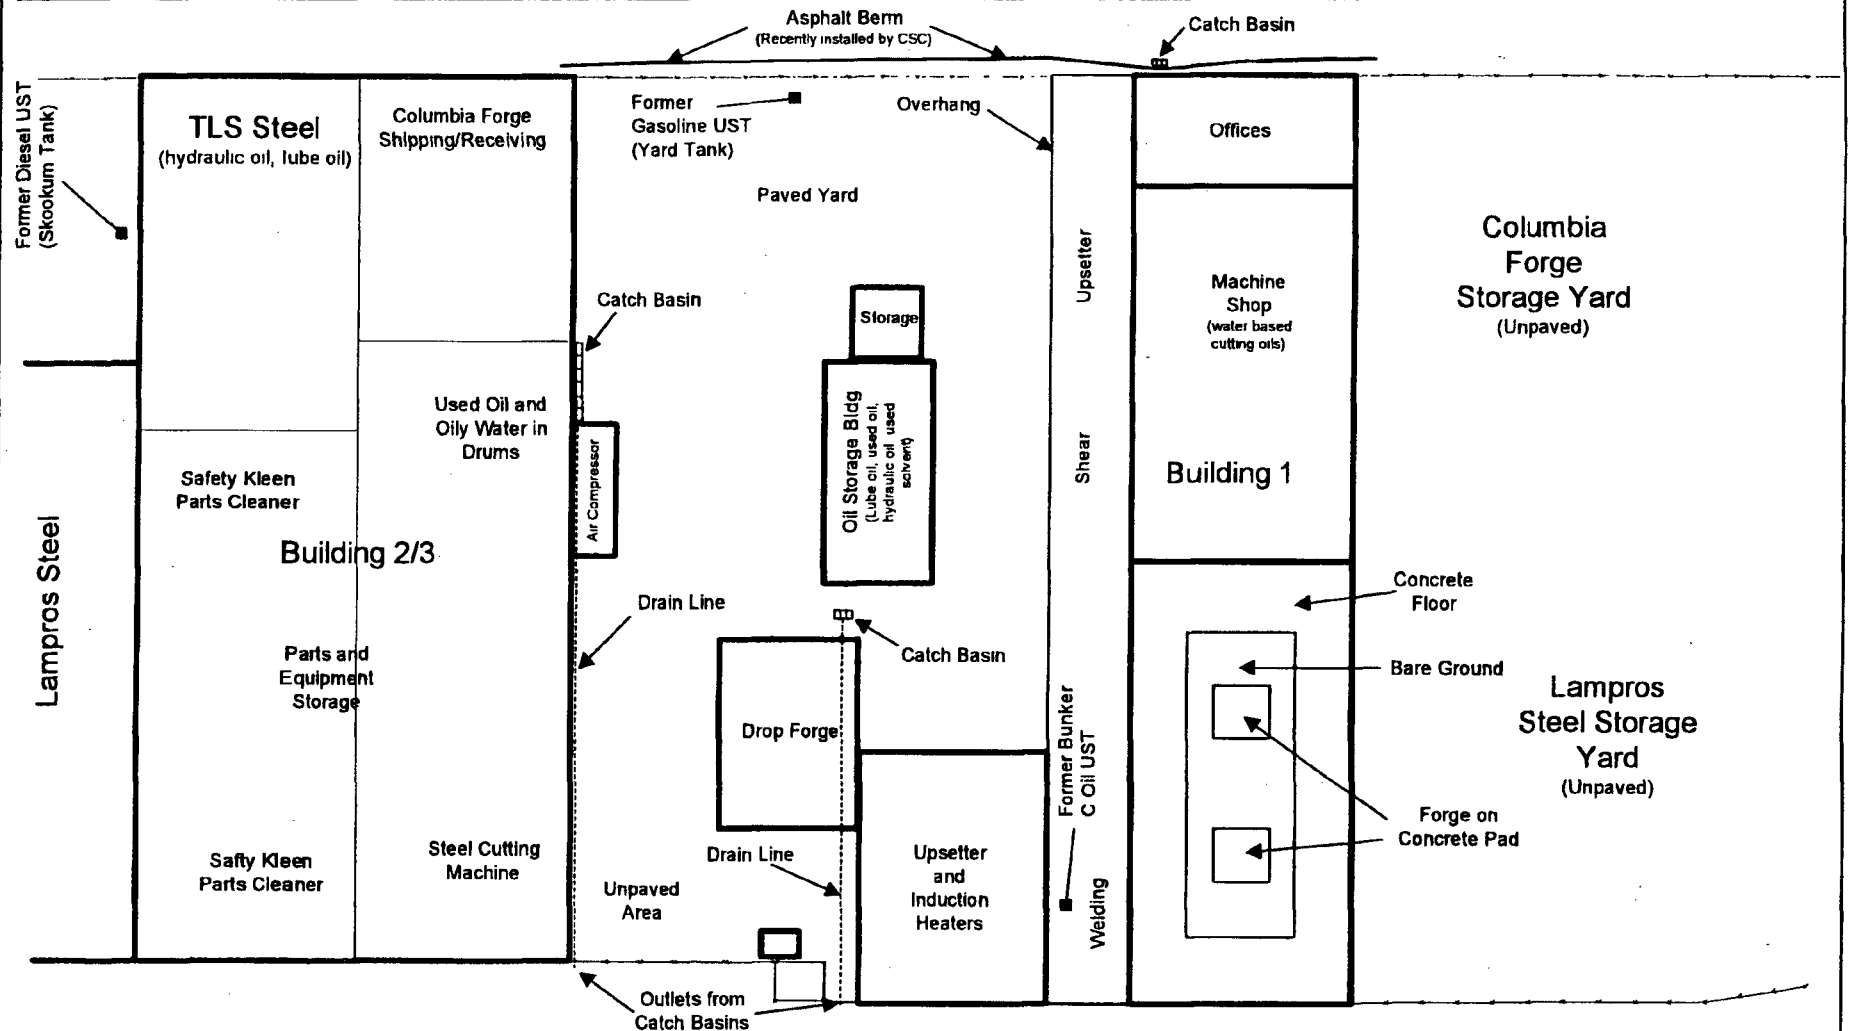 Asphalt Berm
(Recently installed by CSC)
Catch Basin
Former Diesel UST
(Skookum Tank)
TLS Steel
(hydraulic oil, lube oil)
Columbia Forge
Shipping/Receiving
Former
Gasoline UST
(Yard Tank)
Overhang
Offices
Paved Yard
Columbia
Forge
Storage Yard
(Unpaved)
Upsetter
Machine
Shop
(water based
cutting oils)
Catch Basin
Storage
Used Oil and
Oily Water in
Drums
Air Compressor
Oil Storage Bldg
(Lube oil, used oil,
hydraulic oil used
solvent)
Shear
Building 1
Safety Kleen
Parts Cleaner
Building 2/3
Lampros Steel
Drain Line
Concrete
Floor
Catch Basin
Bare Ground
Parts and
Equipment
Storage
Drop Forge
Former Bunker
C Oil UST
Lampros
Steel Storage
Yard
(Unpaved)
Forge on
Concrete Pad
Safty Kleen
Parts Cleaner
Steel Cutting
Machine
Drain Line
Unpaved
Area
Upsetter
and
Induction
Heaters
Welding
Outlets from
Catch Basins